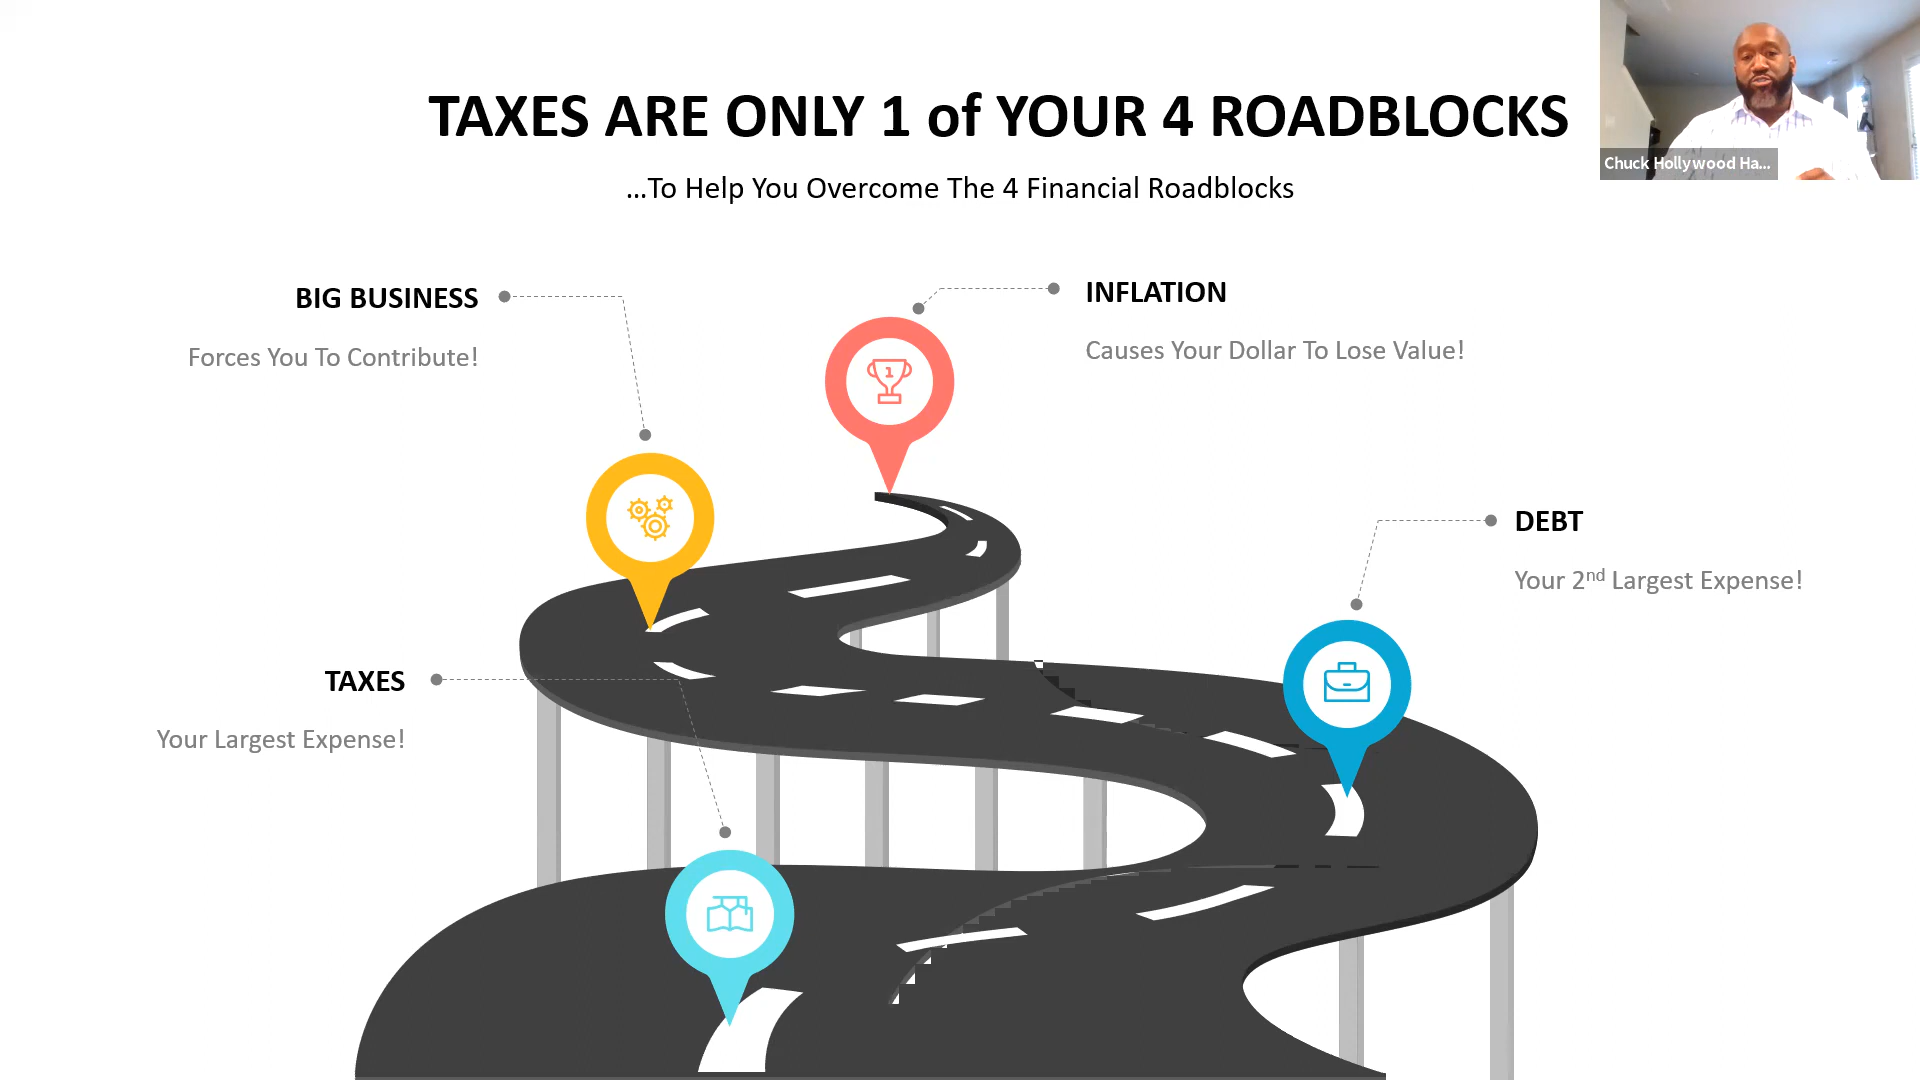 TAXES ARE ONLY 1 of YOUR 4 ROADBLOCKS
...To Help You Overcome The 4 Financial Roadblocks
Chuck Hollywood Ha...
BIG BUSINESS
Forces You To Contribute!
INFLATION
Causes Your Dollar To Lose Value!
1
DEBT
Your 2nd Largest Expense!
TAXES
Your Largest Expense!